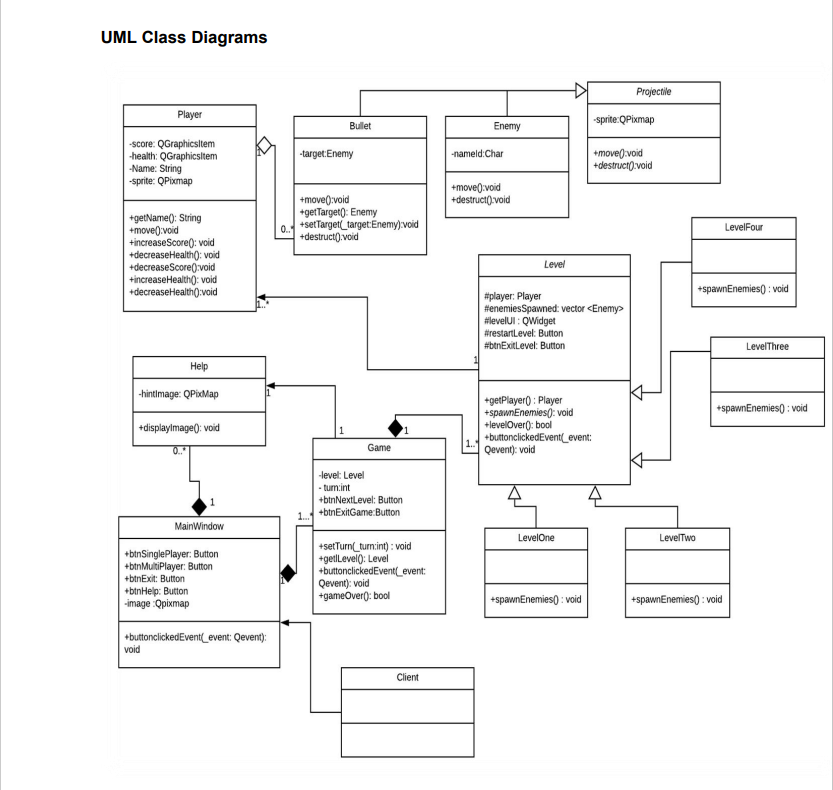 UML Class Diagrams
Player
-score: QGraphicsItem
-health: QGraphicsItem
-Name: String
-sprite: QPixmap
+getName(): String
+move():void
+increaseScore(): void
+decreaseHealth(): void
+decreaseScore():void
+increaseHealth(): void
+decreaseHealth():void
1
0..*
1..*
Bullet
-target:Enemy
+move():void
+getTarget(): Enemy
+setTarget(_target:Enemy):void
+destruct():void
Enemy
-nameId:Char
+move():void
+destruct():void
Projectile
-sprite:QPixmap
+move():void
+destruct():void
LevelFour
+spawnEnemies() : void
Level
#player: Player
#enemiesSpawned: vector <Enemy>
#levelUI : QWidget
#restartLevel: Button
#btnExitLevel: Button
1
+getPlayer() : Player
+spawnEnemies(): void
+levelOver(): bool
+buttonclickedEvent(_event:
Qevent): void
1..*
LevelThree
+spawnEnemies() : void
Help
-hintImage: QPixMap
+displayImage(): void
1
0..*
1
1
1
Game
-level: Level
- turn:int
+btnNextLevel: Button
+btnExitGame:Button
+setTurn(_turn:int) : void
+getlLevel(): Level
+buttonclickedEvent(_event:
Qevent): void
+gameOver(): bool
1...*
1
MainWindow
+btnSinglePlayer: Button
+btnMultiPlayer: Button
+btnExit: Button
+btnHelp: Button
-image :Qpixmap
+buttonclickedEvent(_event: Qevent):
void
LevelOne
+spawnEnemies() : void
LevelTwo
+spawnEnemies() : void
Client